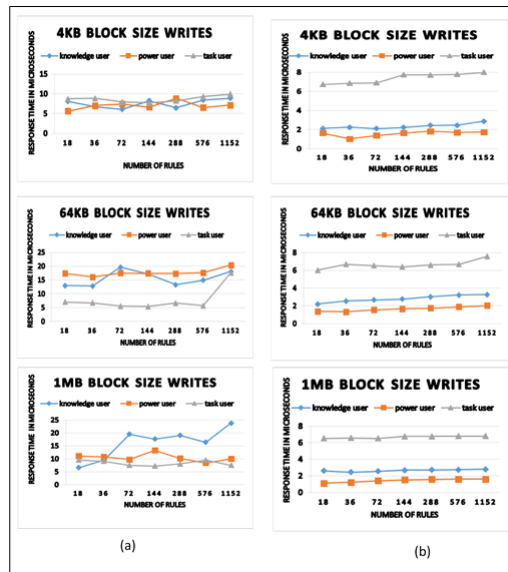 4KB BLOCK SIZE WRITES
knowledge user power user task user
RESPONSE TIME IN MICROSECONDS
15
10
5
0
18 36 72 144 288 576 1152
NUMBER OF RULES
64KB BLOCK SIZE WRITES
knowledge user power user task user
RESPONSE TIME IN MICROSECONDS
25
20
15
10
5
0
18 36 72 144 288 576 1152
NUMBER OF RULES
1MB BLOCK SIZE WRITES
knowledge user power user task user
RESPONSE TIME IN MICROSECONDS
25
20
15
10
5
0
18 36 72 144 288 576 1152
NUMBER OF RULES
(a)
4KB BLOCK SIZE WRITES
knowledge user power user task user
RESPONSE TIME IN MICROSECONDS
8
6
4
2
0
18 36 72 144 288 576 1152
NUMBER OF RULES
64KB BLOCK SIZE WRITES
knowledge user power user task user
RESPONSE TIME IN MICROSECONDS
8
6
4
2
0
18 36 72 144 288 576 1152
NUMBER OF RULES
1MB BLOCK SIZE WRITES
knowledge user power user task user
RESPONSE TIME IN MICROSECONDS
8
6
4
2
0
18 36 72 144 288 576 1152
NUMBER OF RULES
(b)